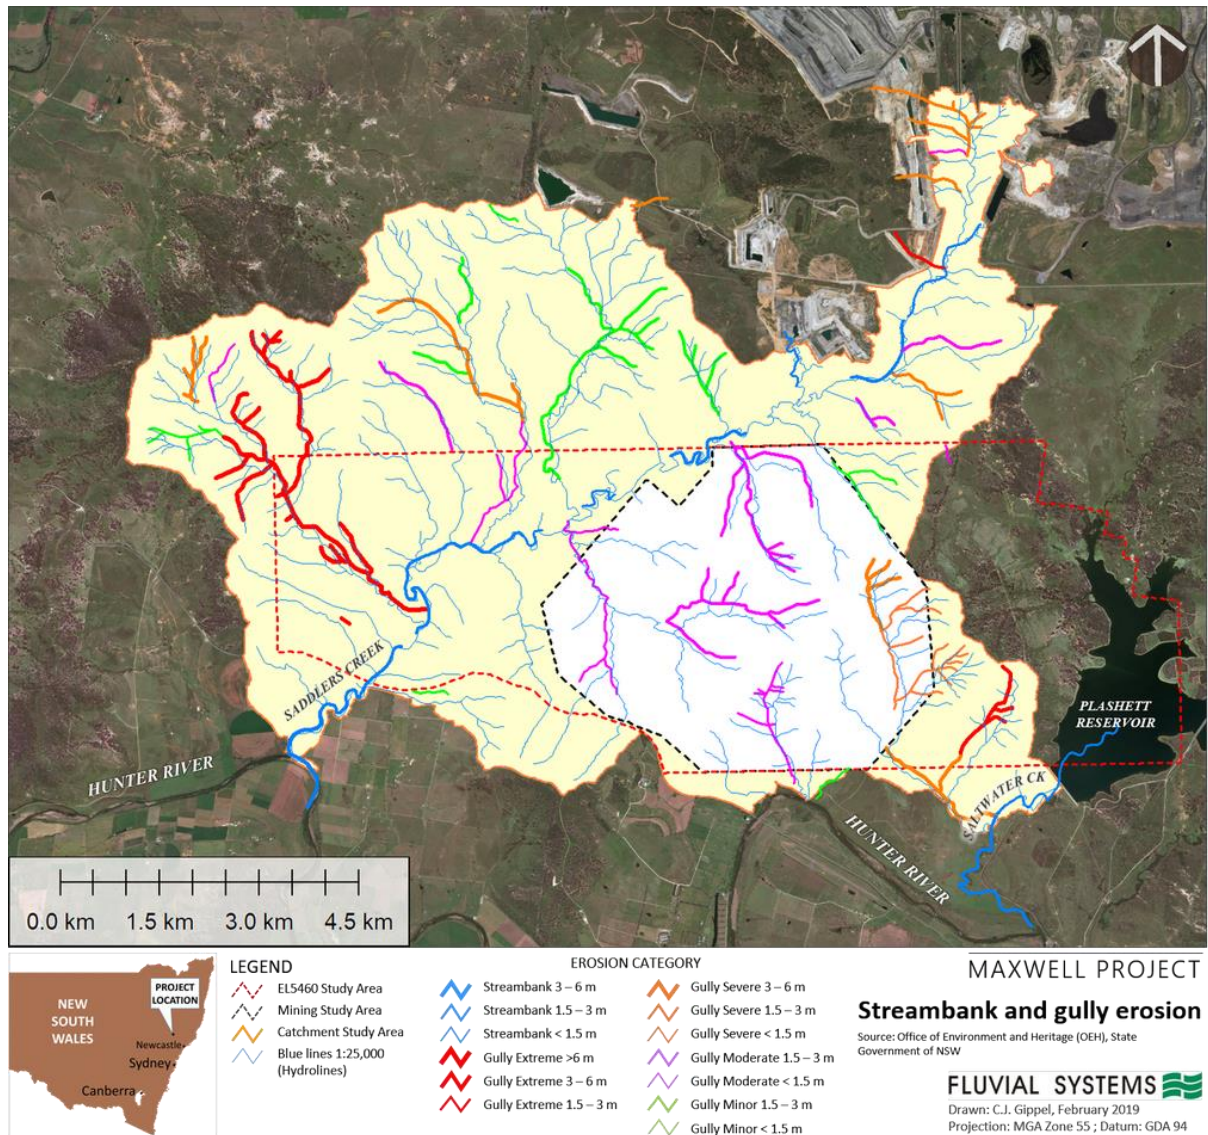 SADDLERS CREEK
HUNTER RIVER
PLASHETT
RESERVOIR
SALTWATER CK
HUNTER RIVER
0.0 km 1.5 km 3.0 km 4.5 km
NEW
SOUTH
WALES
PROJECT
LOCATION
Newcastle
Sydney
Canberra
LEGEND
EL5460 Study Area
Mining Study Area
Catchment Study Area
Blue lines 1:25,000
(Hydrolines)
EROSION CATEGORY
Streambank 3 – 6 m
Streambank 1.5 – 3 m
Streambank < 1.5 m
Gully Extreme >6 m
Gully Extreme 3 – 6 m
Gully Extreme 1.5 – 3 m
Gully Severe 3 – 6 m
Gully Severe 1.5 – 3 m
Gully Severe < 1.5 m
Gully Moderate 1.5 – 3 m
Gully Moderate < 1.5 m
Gully Minor 1.5 – 3 m
Gully Minor < 1.5 m
MAXWELL PROJECT
Streambank and gully erosion
Source: Office of Environment and Heritage (OEH), State
Government of NSW
FLUVIAL SYSTEMS
Drawn: C.J. Gippel, February 2019
Projection: MGA Zone 55 ; Datum: GDA 94